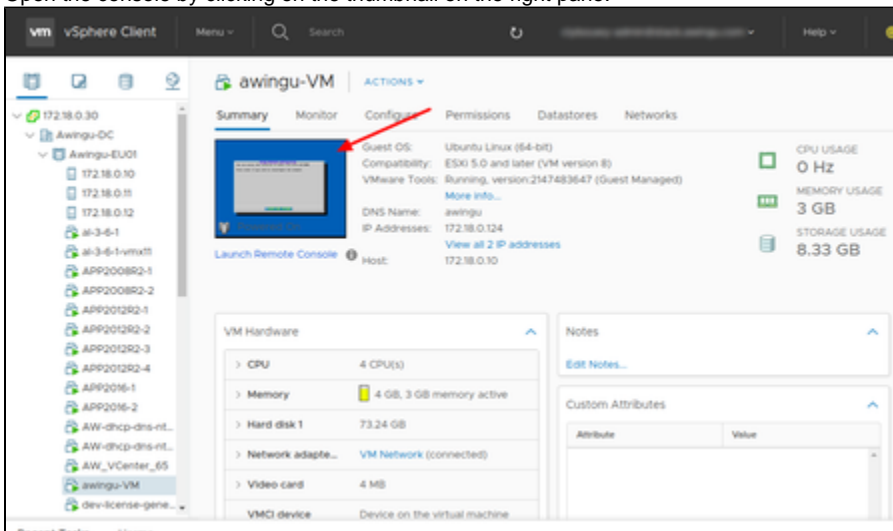 Open the console by clicking on the thumbnail on the right pane.
vm vSphere Client Menu Search Help
awingu-VM ACTIONS
Summary Monitor Configure Permissions Datastores Networks
172.18.0.30
Awingu-DC
Awingu-EU01
172.18.0.10
172.18.0.11
172.18.0.12
al-3-6-1
al-3-6-1-vmx11
APP2008R2-1
APP2008R2-2
APP2012R2-1
APP2012R2-2
APP2012R2-3
APP2012R2-4
APP2016-1
APP2016-2
AW-dhcp-dns-nt...
AW-dhcp-dns-nt...
AW_VCenter_65
awingu-VM
dev-license-gene...
Launch Remote Console
Guest OS: Ubuntu Linux (64-bit)
Compatibility: ESXi 5.0 and later (VM version 8)
VMware Tools: Running, version:2147483647 (Guest Managed)
More info...
DNS Name: awingu
IP Addresses: 172.18.0.124
View all 2 IP addresses
Host: 172.18.0.10
CPU USAGE
0 Hz
MEMORY USAGE
3 GB
STORAGE USAGE
8.33 GB
VM Hardware
> CPU 4 CPU(s)
> Memory 4 GB, 3 GB memory active
> Hard disk 1 73.24 GB
> Network adapte... VM Network (connected)
> Video card 4 MB
VMCI device Device on the virtual machine
Notes
Edit Notes...
Custom Attributes
Attribute Value